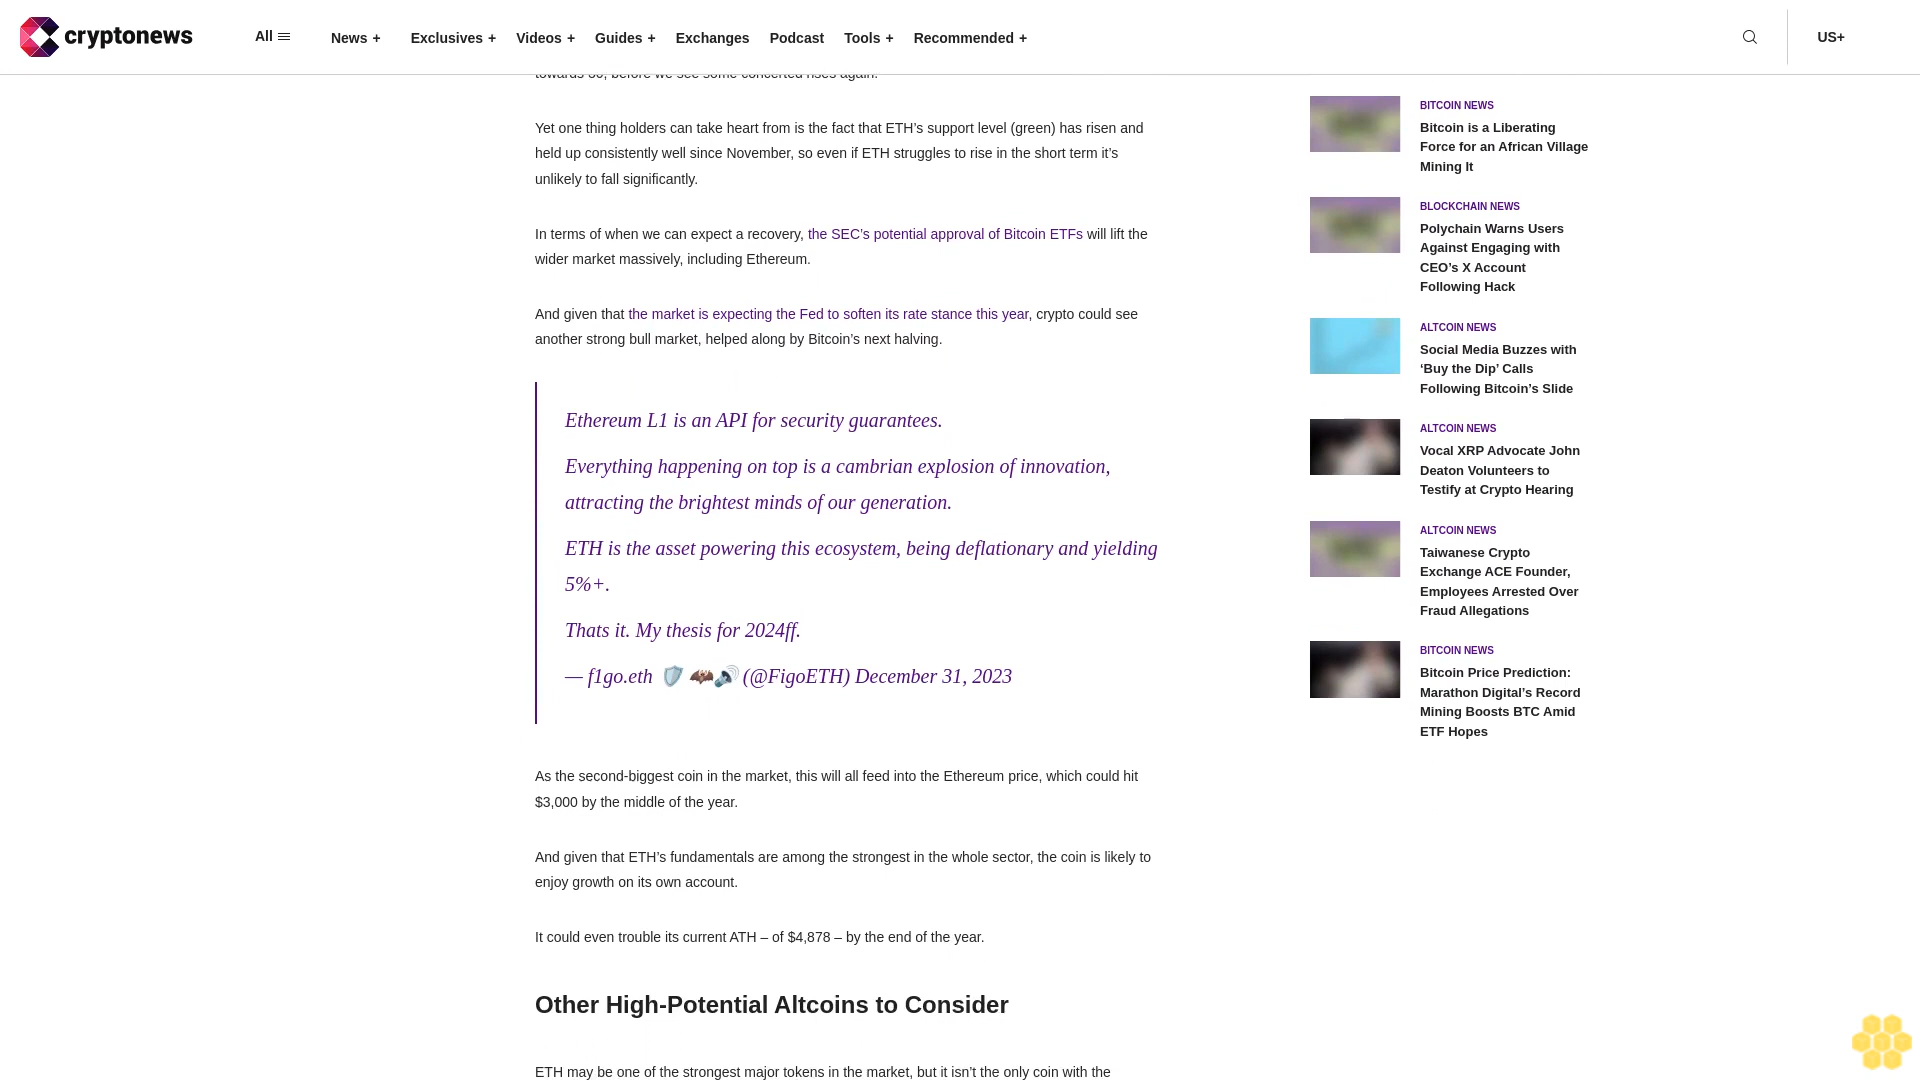 cryptonews
All
News +
Exclusives +
Videos +
Guides +
Exchanges
Podcast
Tools +
Recommended +
US+
towards 50, before we see some concerted rises again.
Yet one thing holders can take heart from is the fact that ETH’s support level (green) has risen and
held up consistently well since November, so even if ETH struggles to rise in the short term it’s
unlikely to fall significantly.
In terms of when we can expect a recovery, the SEC’s potential approval of Bitcoin ETFs will lift the
wider market massively, including Ethereum.
And given that the market is expecting the Fed to soften its rate stance this year, crypto could see
another strong bull market, helped along by Bitcoin’s next halving.
Ethereum L1 is an API for security guarantees.
Everything happening on top is a cambrian explosion of innovation,
attracting the brightest minds of our generation.
ETH is the asset powering this ecosystem, being deflationary and yielding
5%+.
Thats it. My thesis for 2024ff.
— f1go.eth 🛡️ 🦇🔊 (@FigoETH) December 31, 2023
As the second-biggest coin in the market, this will all feed into the Ethereum price, which could hit
$3,000 by the middle of the year.
And given that ETH’s fundamentals are among the strongest in the whole sector, the coin is likely to
enjoy growth on its own account.
It could even trouble its current ATH – of $4,878 – by the end of the year.
Other High-Potential Altcoins to Consider
ETH may be one of the strongest major tokens in the market, but it isn’t the only coin with the
BITCOIN NEWS
Bitcoin is a Liberating
Force for an African Village
Mining It
BLOCKCHAIN NEWS
Polychain Warns Users
Against Engaging with
CEO’s X Account
Following Hack
ALTCOIN NEWS
Social Media Buzzes with
‘Buy the Dip’ Calls
Following Bitcoin’s Slide
ALTCOIN NEWS
Vocal XRP Advocate John
Deaton Volunteers to
Testify at Crypto Hearing
ALTCOIN NEWS
Taiwanese Crypto
Exchange ACE Founder,
Employees Arrested Over
Fraud Allegations
BITCOIN NEWS
Bitcoin Price Prediction:
Marathon Digital’s Record
Mining Boosts BTC Amid
ETF Hopes